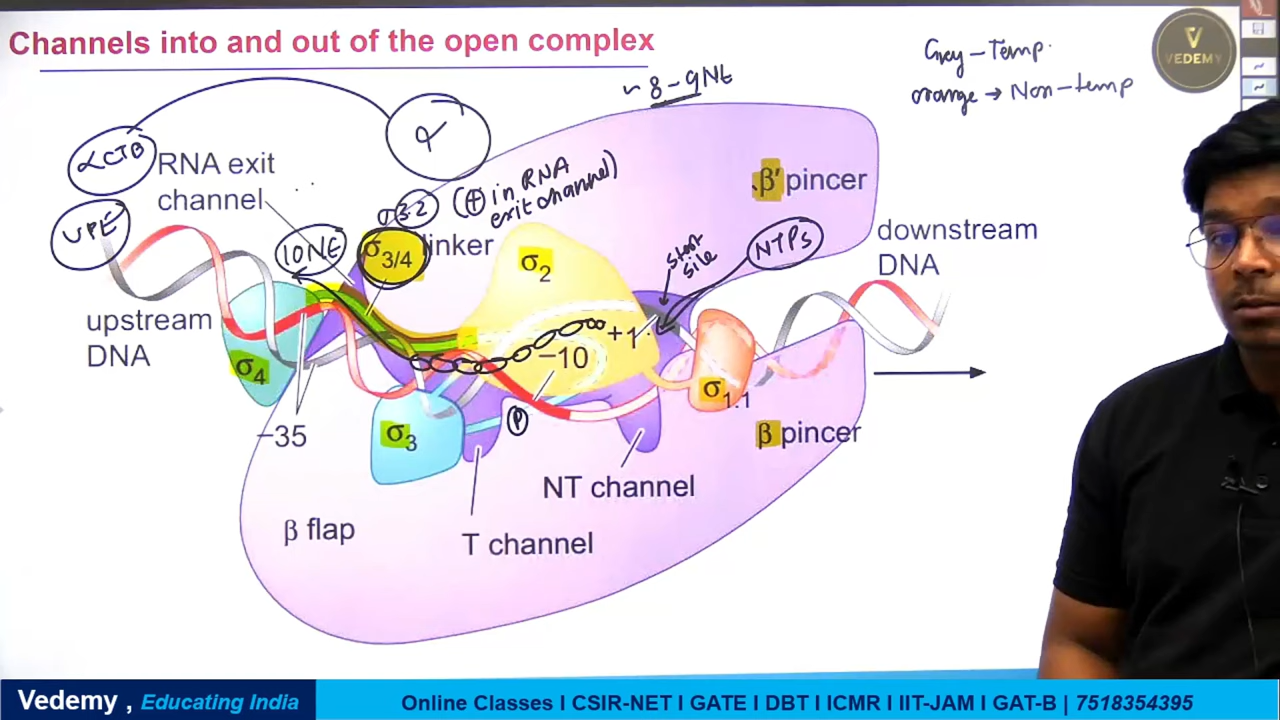 Channels into and out of the open complex
Grey - Temp.
orange → Non-temp
VEDEMY
~ 8-9Nt
αCTD
α
RNA exit
channel
UPE
10NE
σ3.2 (+ in RNA
exit channel)
σ3/4 linker
σ2
start
site
NTPs
β' pincer
downstream
DNA
upstream
DNA
+1
-10
σ4
σ1.1
-35
σ3
P
β pincer
NT channel
β flap
T channel
Vedemy , Educating India
Online Classes I CSIR-NET I GATE I DBT I ICMR I IIT-JAM I GAT-B | 7518354395